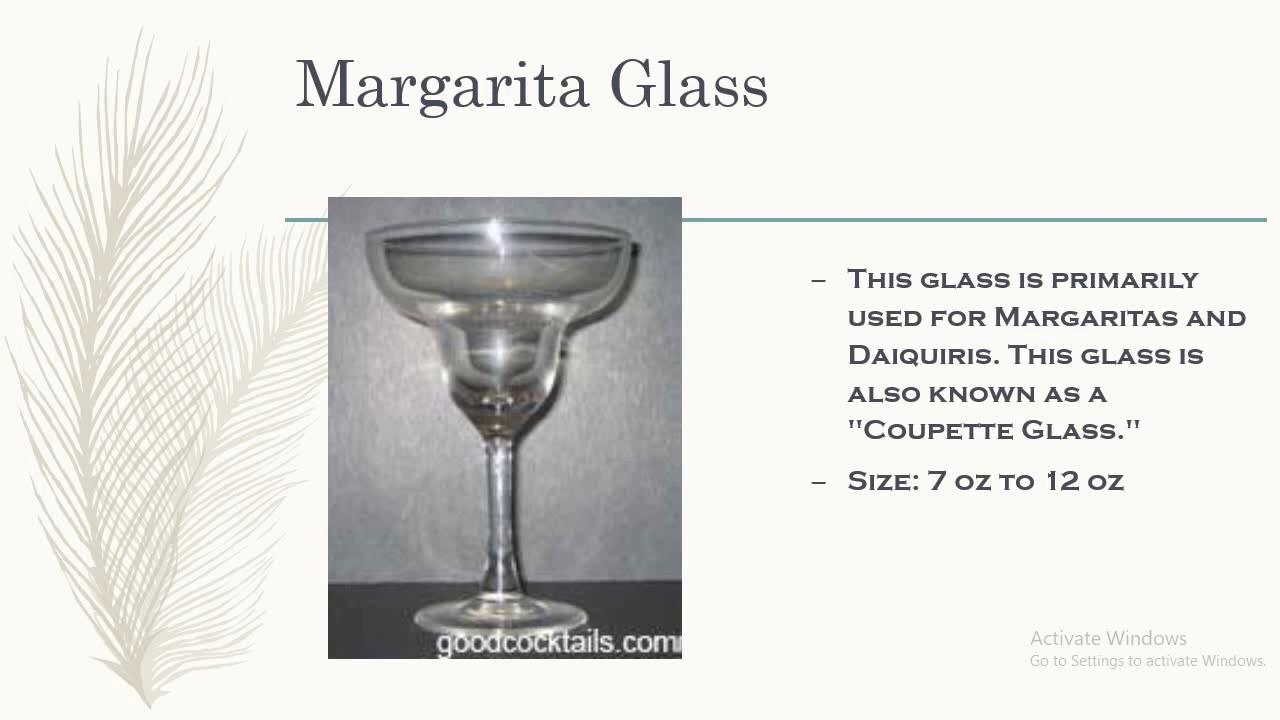 Margarita Glass
– This glass is primarily
used for Margaritas and
Daiquiris. This glass is
also known as a
"Coupette Glass."
– Size: 7 oz to 12 oz
goodcocktails.com
Activate Windows
Go to Settings to activate Windows.